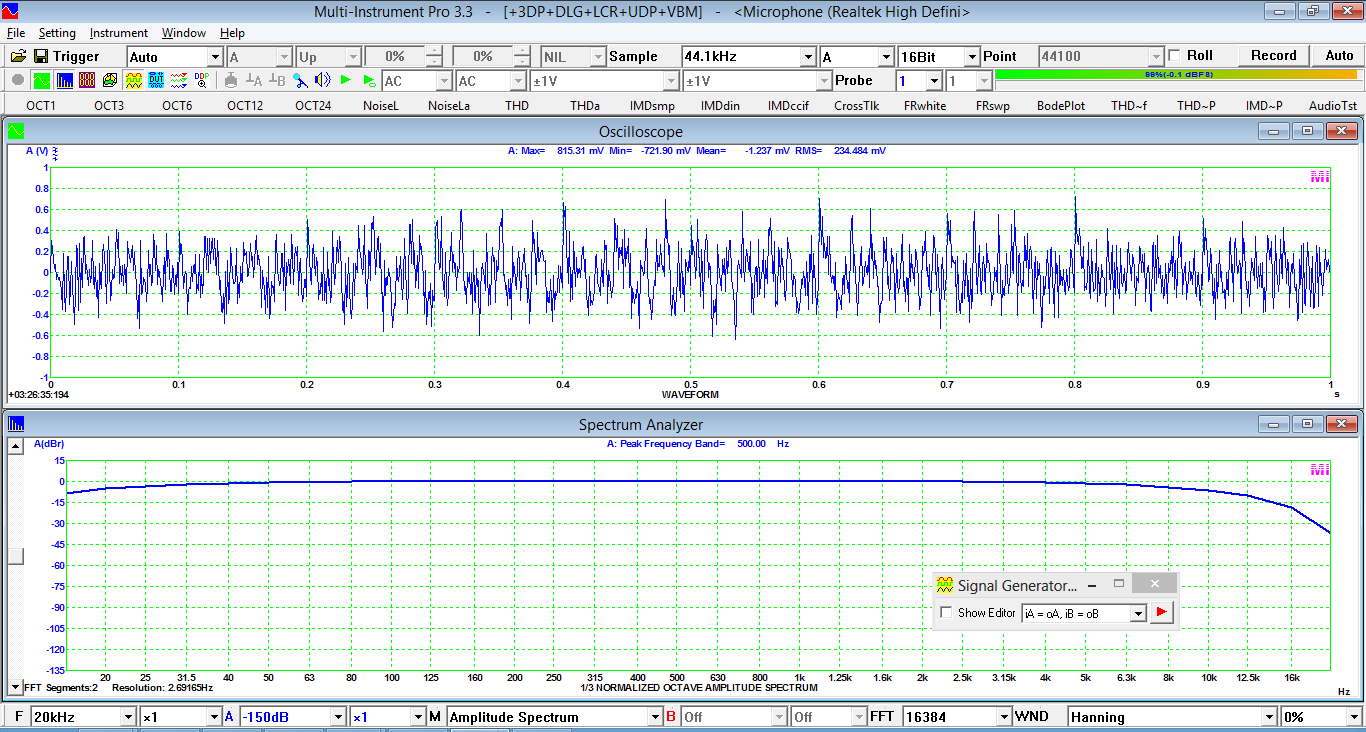 Multi-Instrument Pro 3.3 - [+3DP+DLG+LCR+UDP+VBM] - <Microphone (Realtek High Defini>
File Setting Instrument Window Help
Trigger Auto A Up 0% 0% NIL Sample 44.1kHz A 16Bit Point 44100 Roll Record Auto
DUT DDP A B AC AC ±1V ±1V Probe 1 1 99%(-0.1 dBFS)
OCT1 OCT3 OCT6 OCT12 OCT24 NoiseL NoiseLa THD THDa IMDsmp IMDdin IMDccif CrossTlk FRwhite FRswp BodePlot THD~f THD~P IMD~P AudioTst
Oscilloscope
A (V) A: Max= 815.31 mV Min= -721.90 mV Mean= -1.237 mV RMS= 234.484 mV
1
MI
0.8
0.6
0.4
0.2
0
-0.2
-0.4
-0.6
-0.8
-1
0 0.1 0.2 0.3 0.4 0.5 0.6 0.7 0.8 0.9 1
+03:26:35:194 WAVEFORM s
Spectrum Analyzer
A(dBr) A: Peak Frequency Band= 500.00 Hz
15
MI
0
-15
-30
-45
-60
-75
-90
-105
-120
-135
Signal Generator...
Show Editor iA = oA, iB = oB
20 25 31.5 40 50 63 80 100 125 160 200 250 315 400 500 630 800 1k 1.25k 1.6k 2k 2.5k 3.15k 4k 5k 6.3k 8k 10k 12.5k 16k
FFT Segments:2 Resolution: 2.69165Hz 1/3 NORMALIZED OCTAVE AMPLITUDE SPECTRUM Hz
F 20kHz ×1 A -150dB ×1 M Amplitude Spectrum B Off Off FFT 16384 WND Hanning 0%